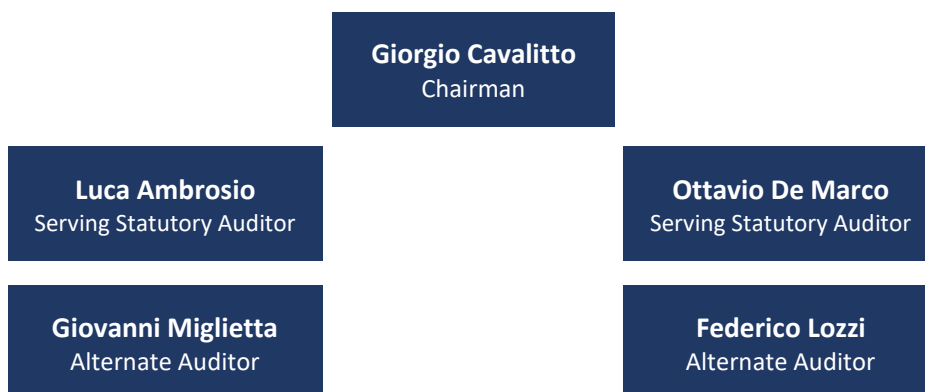 Giorgio Cavalitto
Chairman
Luca Ambrosio
Serving Statutory Auditor
Ottavio De Marco
Serving Statutory Auditor
Giovanni Miglietta
Alternate Auditor
Federico Lozzi
Alternate Auditor